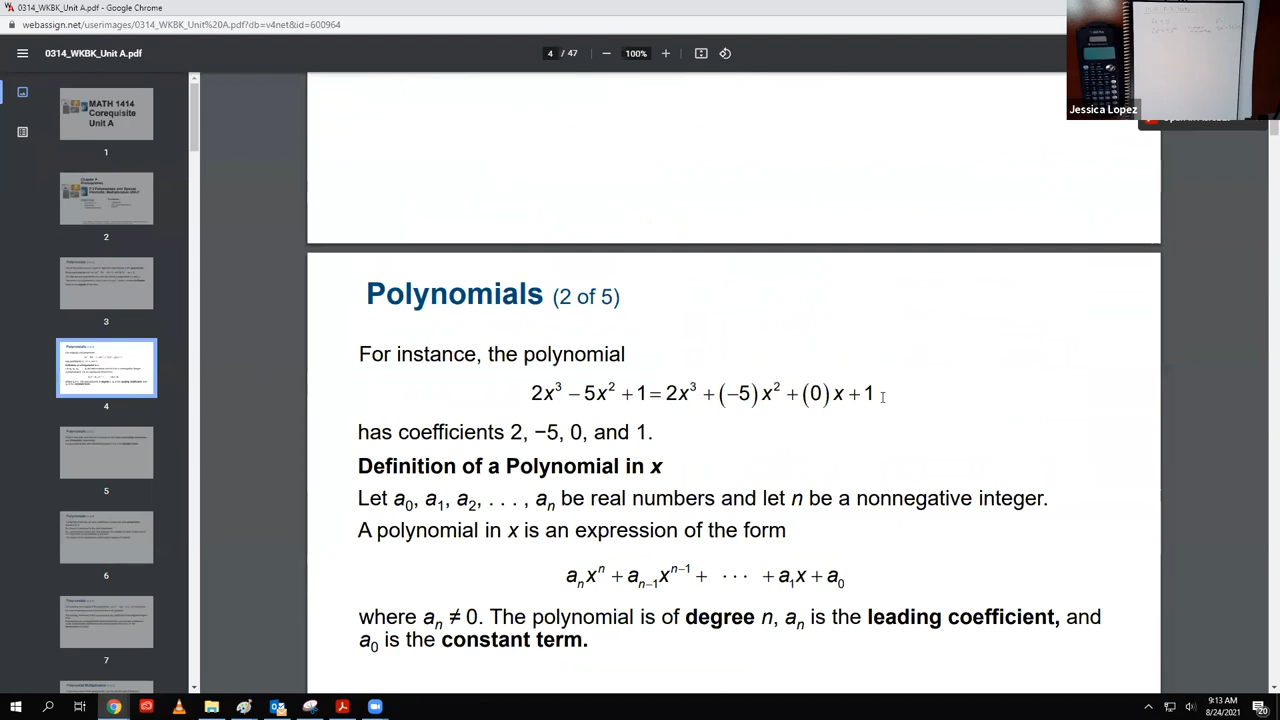 0314_WKBK_Unit A.pdf - Google Chrome
webassign.net/userimages/0314_WKBK_Unit%20A.pdf?db=v4net&id=600964
0314_WKBK_Unit A.pdf
4 / 47
100%
Jessica Lopez
MATH 1414
Corequisite
Unit A
1
2
3
4
5
6
7
Polynomials (2 of 5)
For instance, the polynomial
2x³ − 5x² + 1 = 2x³ + (−5) x² + (0) x + 1
has coefficients 2, −5, 0, and 1.
Definition of a Polynomial in x
Let a₀, a₁, a₂, . . . , aₙ be real numbers and let n be a nonnegative integer.
A polynomial in x is an expression of the form
aₙxⁿ + aₙ₋₁xⁿ⁻¹ + ⋯ + a₁x + a₀
where aₙ ≠ 0. The polynomial is of degree n, aₙ is the leading coefficient, and
a₀ is the constant term.
9:13 AM
8/24/2021
20